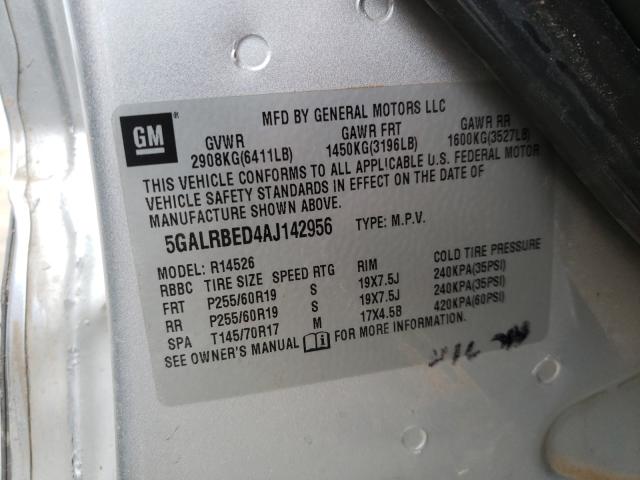 MFD BY GENERAL MOTORS LLC
GM
GVWR GAWR FRT GAWR RR
2908KG(6411LB) 1450KG(3196LB) 1600KG(3527LB)
THIS VEHICLE CONFORMS TO ALL APPLICABLE U.S. FEDERAL MOTOR
VEHICLE SAFETY STANDARDS IN EFFECT ON THE DATE OF
MANUFACTURE SHOWN ABOVE.
5GALRBED4AJ142956 TYPE: M.P.V.
MODEL: R14526
RBBC TIRE SIZE SPEED RTG RIM COLD TIRE PRESSURE
FRT P255/60R19 S 19X7.5J 240KPA(35PSI)
RR P255/60R19 S 19X7.5J 240KPA(35PSI)
SPA T145/70R17 M 17X4.5B 420KPA(60PSI)
SEE OWNER'S MANUAL FOR MORE INFORMATION.